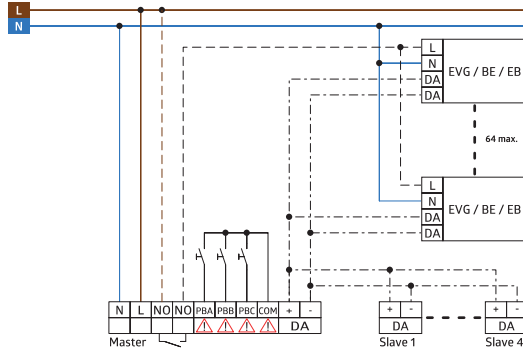 L
N
L
N
DA
DA
EVG / BE / EB
64 max.
L
N
DA
DA
EVG / BE / EB
N L NO NO PBA PBB PBC COM + -
DA
+ -
DA
+ -
DA
Master
Slave 1
Slave 4